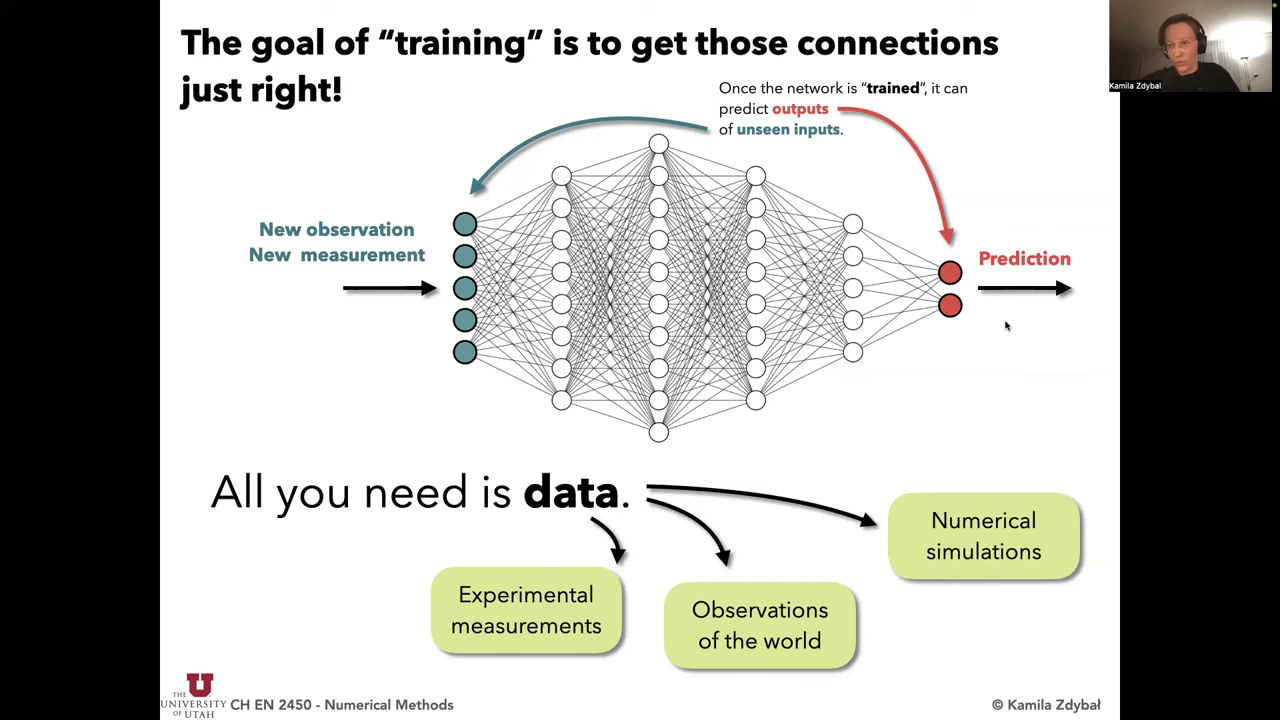 The goal of “training” is to get those connections
just right!
Once the network is “trained”, it can
predict outputs
of unseen inputs.
Kamila Zdybal
New observation
New measurement
Prediction
All you need is data.
Numerical
simulations
Experimental
measurements
Observations
of the world
THE
U
UNIVERSITY
OF UTAH
CH EN 2450 - Numerical Methods
© Kamila Zdybał